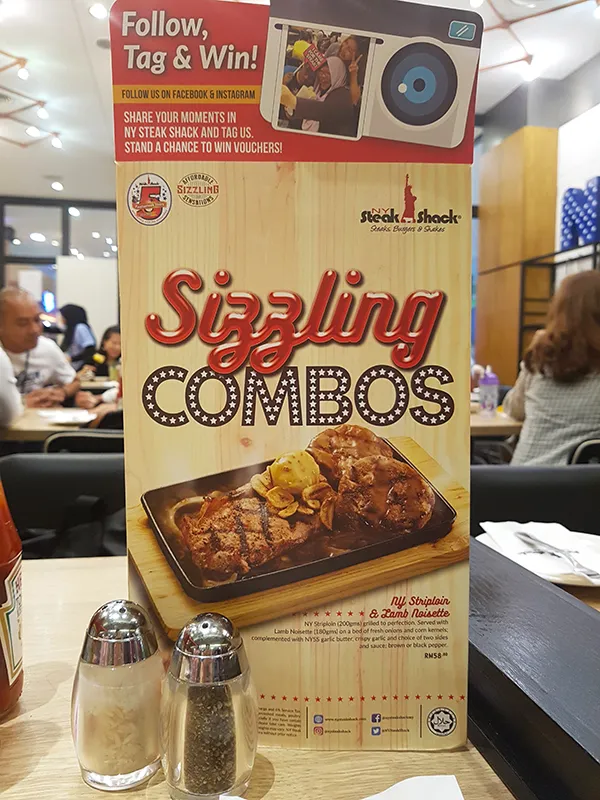 Follow,
Tag & Win!
FOLLOW US ON FACEBOOK & INSTAGRAM
SHARE YOUR MOMENTS IN
NY STEAK SHACK AND TAG US.
STAND A CHANCE TO WIN VOUCHERS!
5
AFFORDABLE
SIZZLING
SENSATIONS
NY
Steak Shack
Steaks, Burgers & Shakes
Sizzling
COMBOS
NY Striploin
& Lamb Noisette
NY Striploin (200gms) grilled to perfection. Served with
Lamb Noisette (180gms) on a bed of fresh onions and corn kernels;
complemented with NYSS garlic butter, crispy garlic and choice of two sides
and sauce; brown or black pepper.